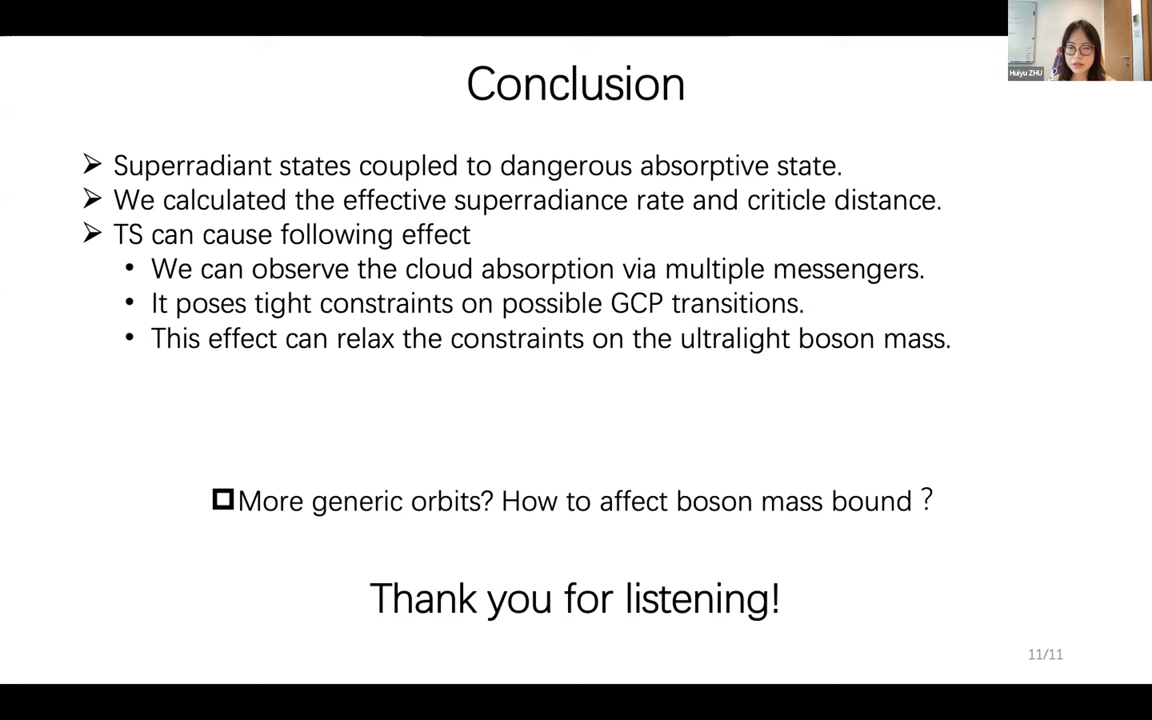 Huiyu ZHU
Conclusion
➢ Superradiant states coupled to dangerous absorptive state.
➢ We calculated the effective superradiance rate and criticle distance.
➢ TS can cause following effect
• We can observe the cloud absorption via multiple messengers.
• It poses tight constraints on possible GCP transitions.
• This effect can relax the constraints on the ultralight boson mass.
More generic orbits? How to affect boson mass bound？
Thank you for listening!
11/11